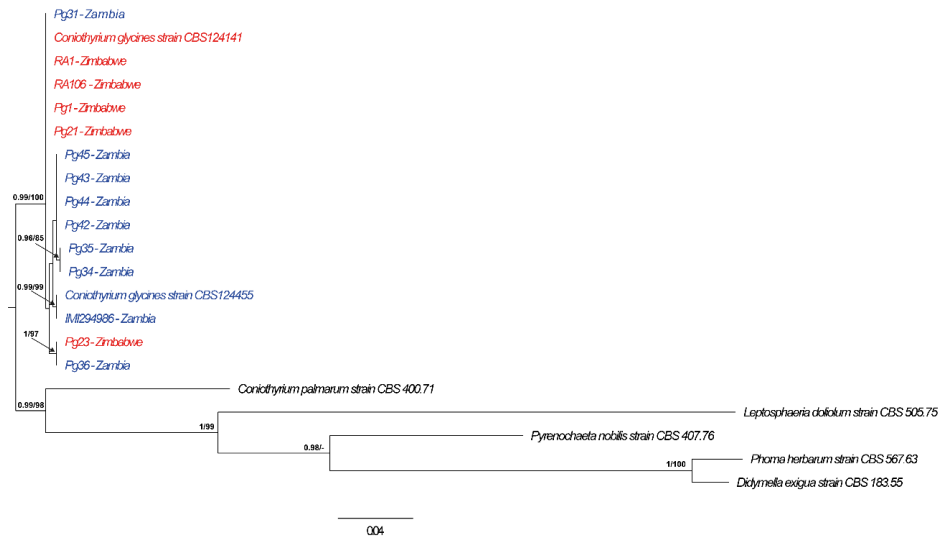 Pg31 - Zambia
Coniothyrium glycines strain CBS124141
RA1 - Zimbabwe
RA106 - Zimbabwe
Pg1 - Zimbabwe
Pg21 - Zimbabwe
Pg45 - Zambia
Pg43 - Zambia
0.99/100
Pg44 - Zambia
Pg42 - Zambia
0.96/85
Pg35 - Zambia
Pg34 - Zambia
0.99/99
Coniothyrium glycines strain CBS124455
IMI294986 - Zambia
1/97
Pg23 - Zimbabwe
Pg36 - Zambia
Coniothyrium palmarum strain CBS 400.71
0.99/98
Leptosphaeria doliolum strain CBS 505.75
1/99
Pyrenochaeta nobilis strain CBS 407.76
0.98/-
Phoma herbarum strain CBS 567.63
1/100
Didymella exigua strain CBS 183.55
0.04